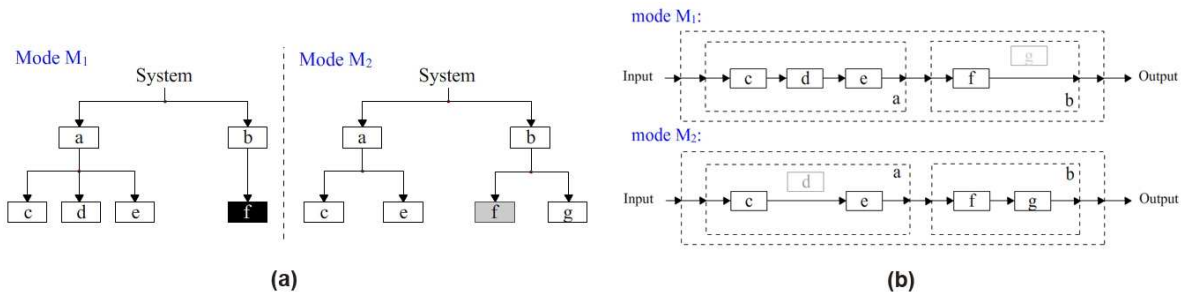 Mode M1
System
a
b
c
d
e
f
Mode M2
System
a
b
c
e
f
g
(a)
mode M1:
g
Input
c
d
e
f
Output
a
b
mode M2:
d
a
b
Input
c
e
f
g
Output
(b)